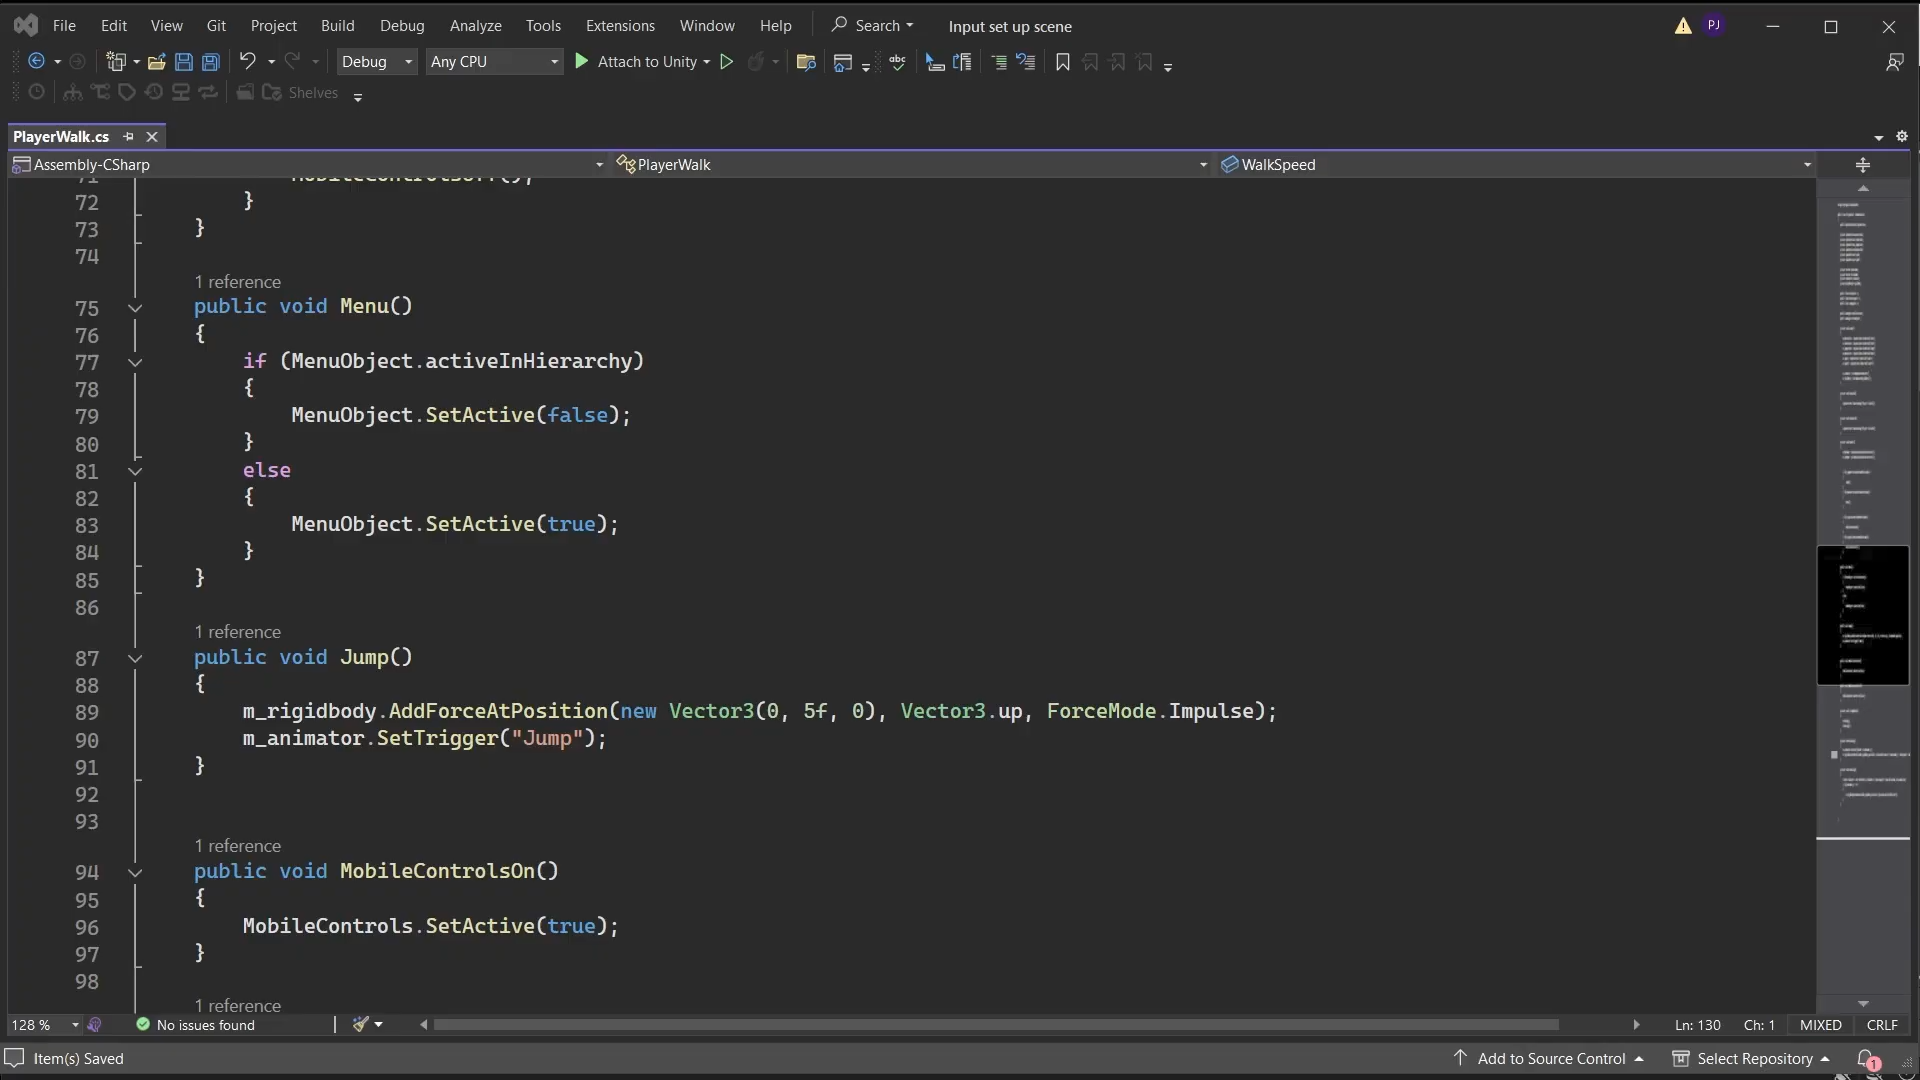 File Edit View Git Project Build Debug Analyze Tools Extensions Window Help Search Input set up scene PJ
Debug Any CPU Attach to Unity abc
Shelves
PlayerWalk.cs
Assembly-CSharp PlayerWalk WalkSpeed
72 }
73 }
74
1 reference
75 public void Menu()
76 {
77 if (MenuObject.activeInHierarchy)
78 {
79 MenuObject.SetActive(false);
80 }
81 else
82 {
83 MenuObject.SetActive(true);
84 }
85 }
86
1 reference
87 public void Jump()
88 {
89 m_rigidbody.AddForceAtPosition(new Vector3(0, 5f, 0), Vector3.up, ForceMode.Impulse);
90 m_animator.SetTrigger("Jump");
91 }
92
93
1 reference
94 public void MobileControlsOn()
95 {
96 MobileControls.SetActive(true);
97 }
98
1 reference
128 % No issues found Ln: 130 Ch: 1 MIXED CRLF
Item(s) Saved Add to Source Control Select Repository 1